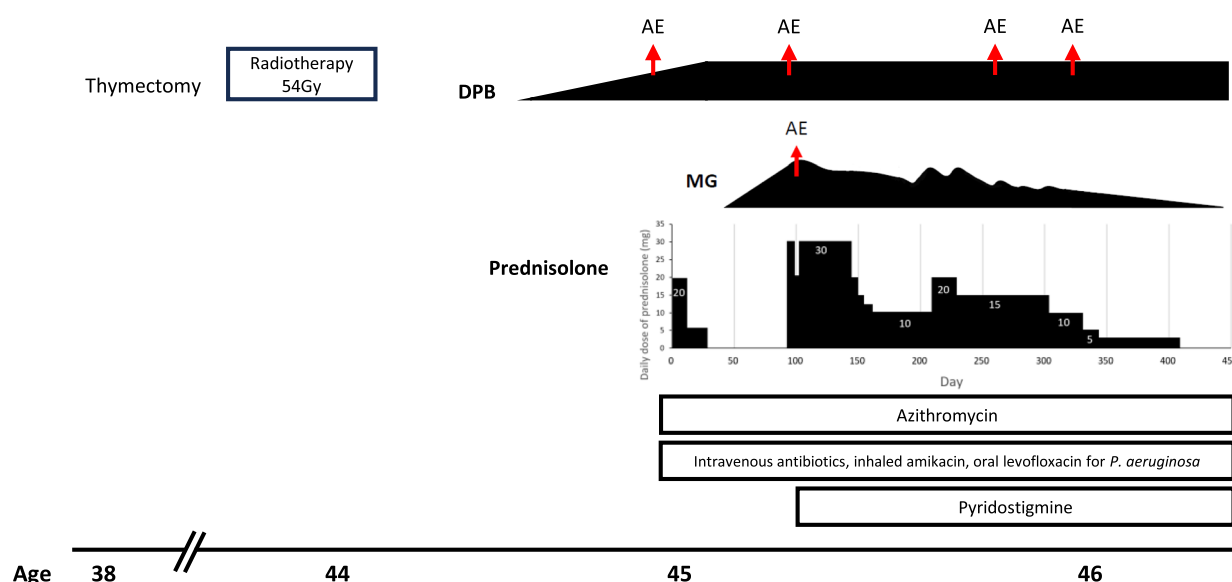 AE AE AE AE
Thymectomy
Radiotherapy
54Gy
DPB
AE
MG
Prednisolone
Daily dose of prednisolone (mg)
35
30
25
20
15
10
5
0
20 30 10 20 15 10 5
0 50 100 150 200 250 300 350 400 45
Day
Azithromycin
Intravenous antibiotics, inhaled amikacin, oral levofloxacin for P. aeruginosa
Pyridostigmine
Age 38 44 45 46